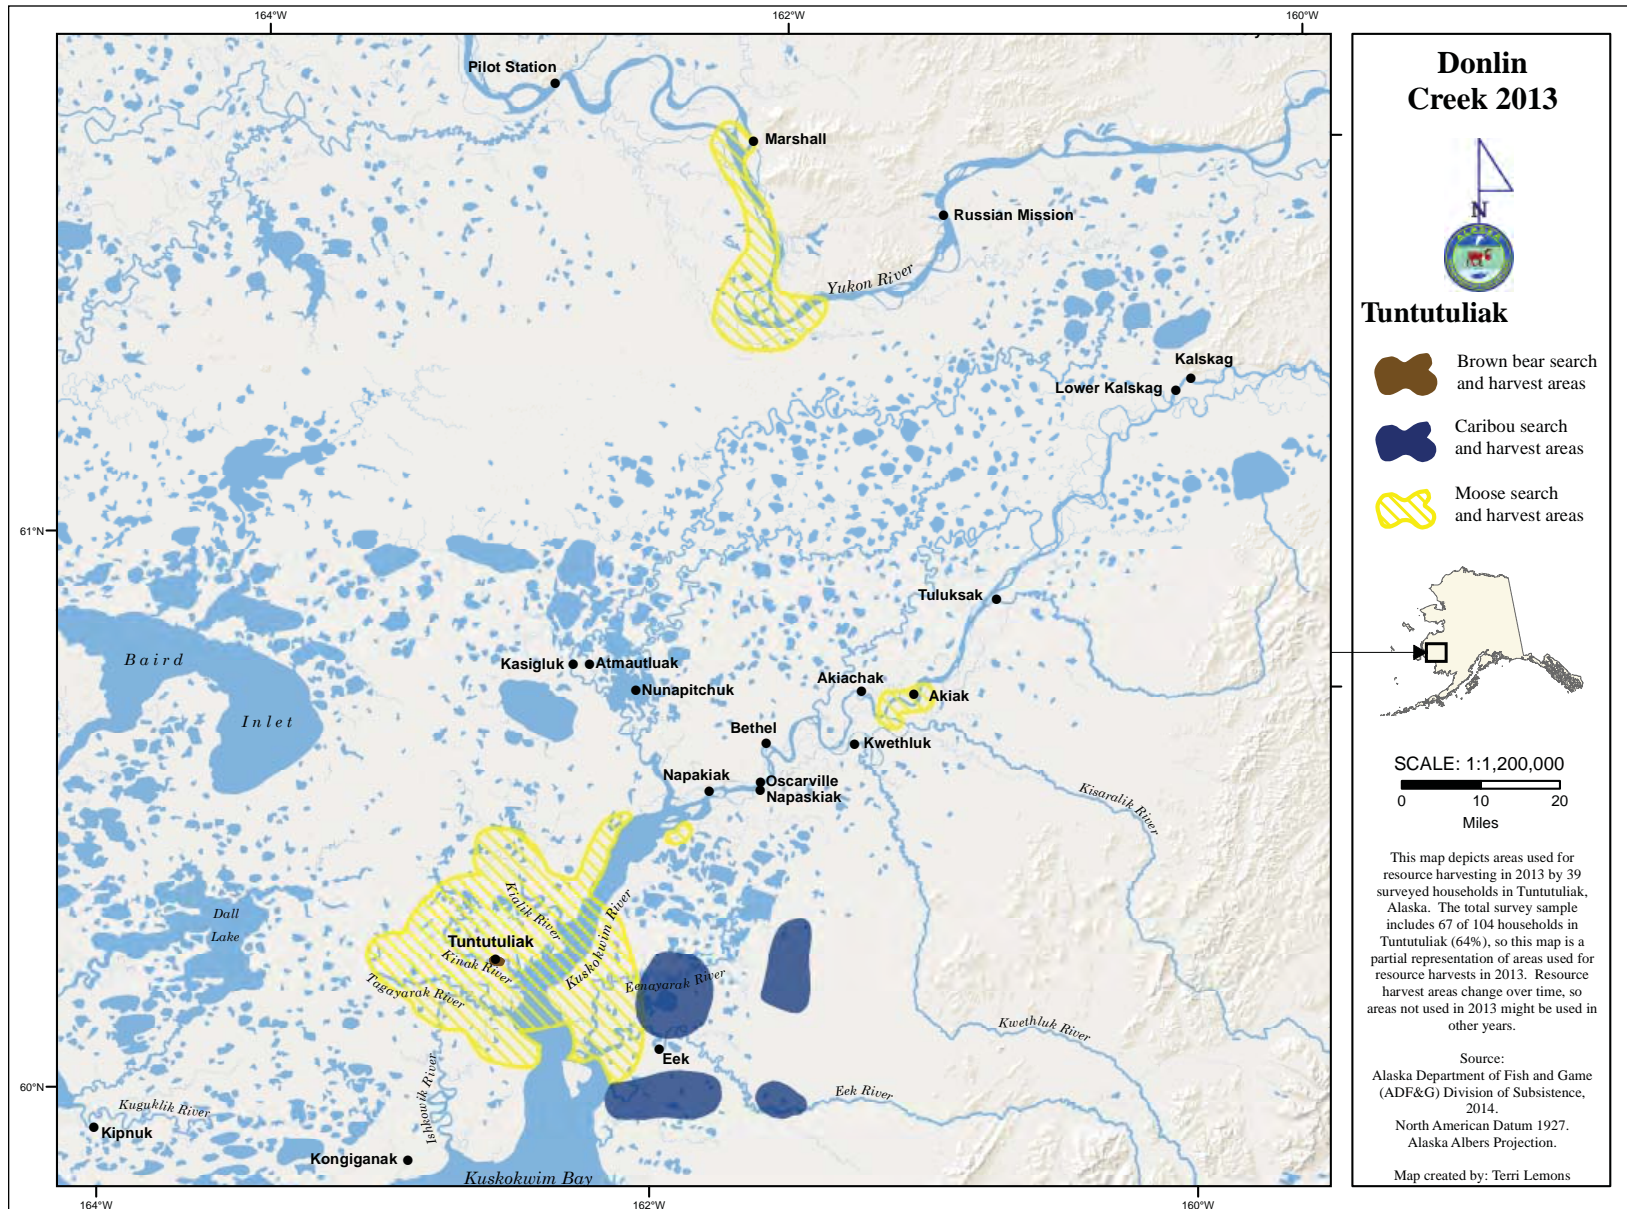 164°W
162°W
160°W
Pilot Station
Marshall
Russian Mission
Yukon River
Kalskag
Lower Kalskag
61°N
Tuluksak
Baird
Inlet
Kasigluk
Atmautluak
Nunapitchuk
Akiachak
Akiak
Bethel
Kwethluk
Napakiak
Oscarville
Napaskiak
Kisaralik River
Kialik River
Dall
Lake
Tuntutuliak
Kinak River
Kuskokwim River
Tagayarak River
Eenayarak River
Kwethluk River
Eek
60°N
Eek River
Ishkowik River
Kuguklik River
Kipnuk
Kongiganak
Kuskokwim Bay
164°W
162°W
160°W
Donlin
Creek 2013
N
ALASKA
Tuntutuliak
Brown bear search
and harvest areas
Caribou search
and harvest areas
Moose search
and harvest areas
SCALE: 1:1,200,000
0 10 20
Miles
This map depicts areas used for
resource harvesting in 2013 by 39
surveyed households in Tuntutuliak,
Alaska. The total survey sample
includes 67 of 104 households in
Tuntutuliak (64%), so this map is a
partial representation of areas used for
resource harvests in 2013. Resource
harvest areas change over time, so
areas not used in 2013 might be used in
other years.
Source:
Alaska Department of Fish and Game
(ADF&G) Division of Subsistence,
2014.
North American Datum 1927.
Alaska Albers Projection.
Map created by: Terri Lemons